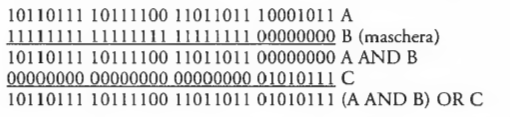 10110111 10111100 11011011 10001011 A
11111111 11111111 11111111 00000000 B (maschera)
10110111 10111100 11011011 00000000 A AND B
00000000 00000000 00000000 01010111 C
10110111 10111100 11011011 01010111 (A AND B) OR C